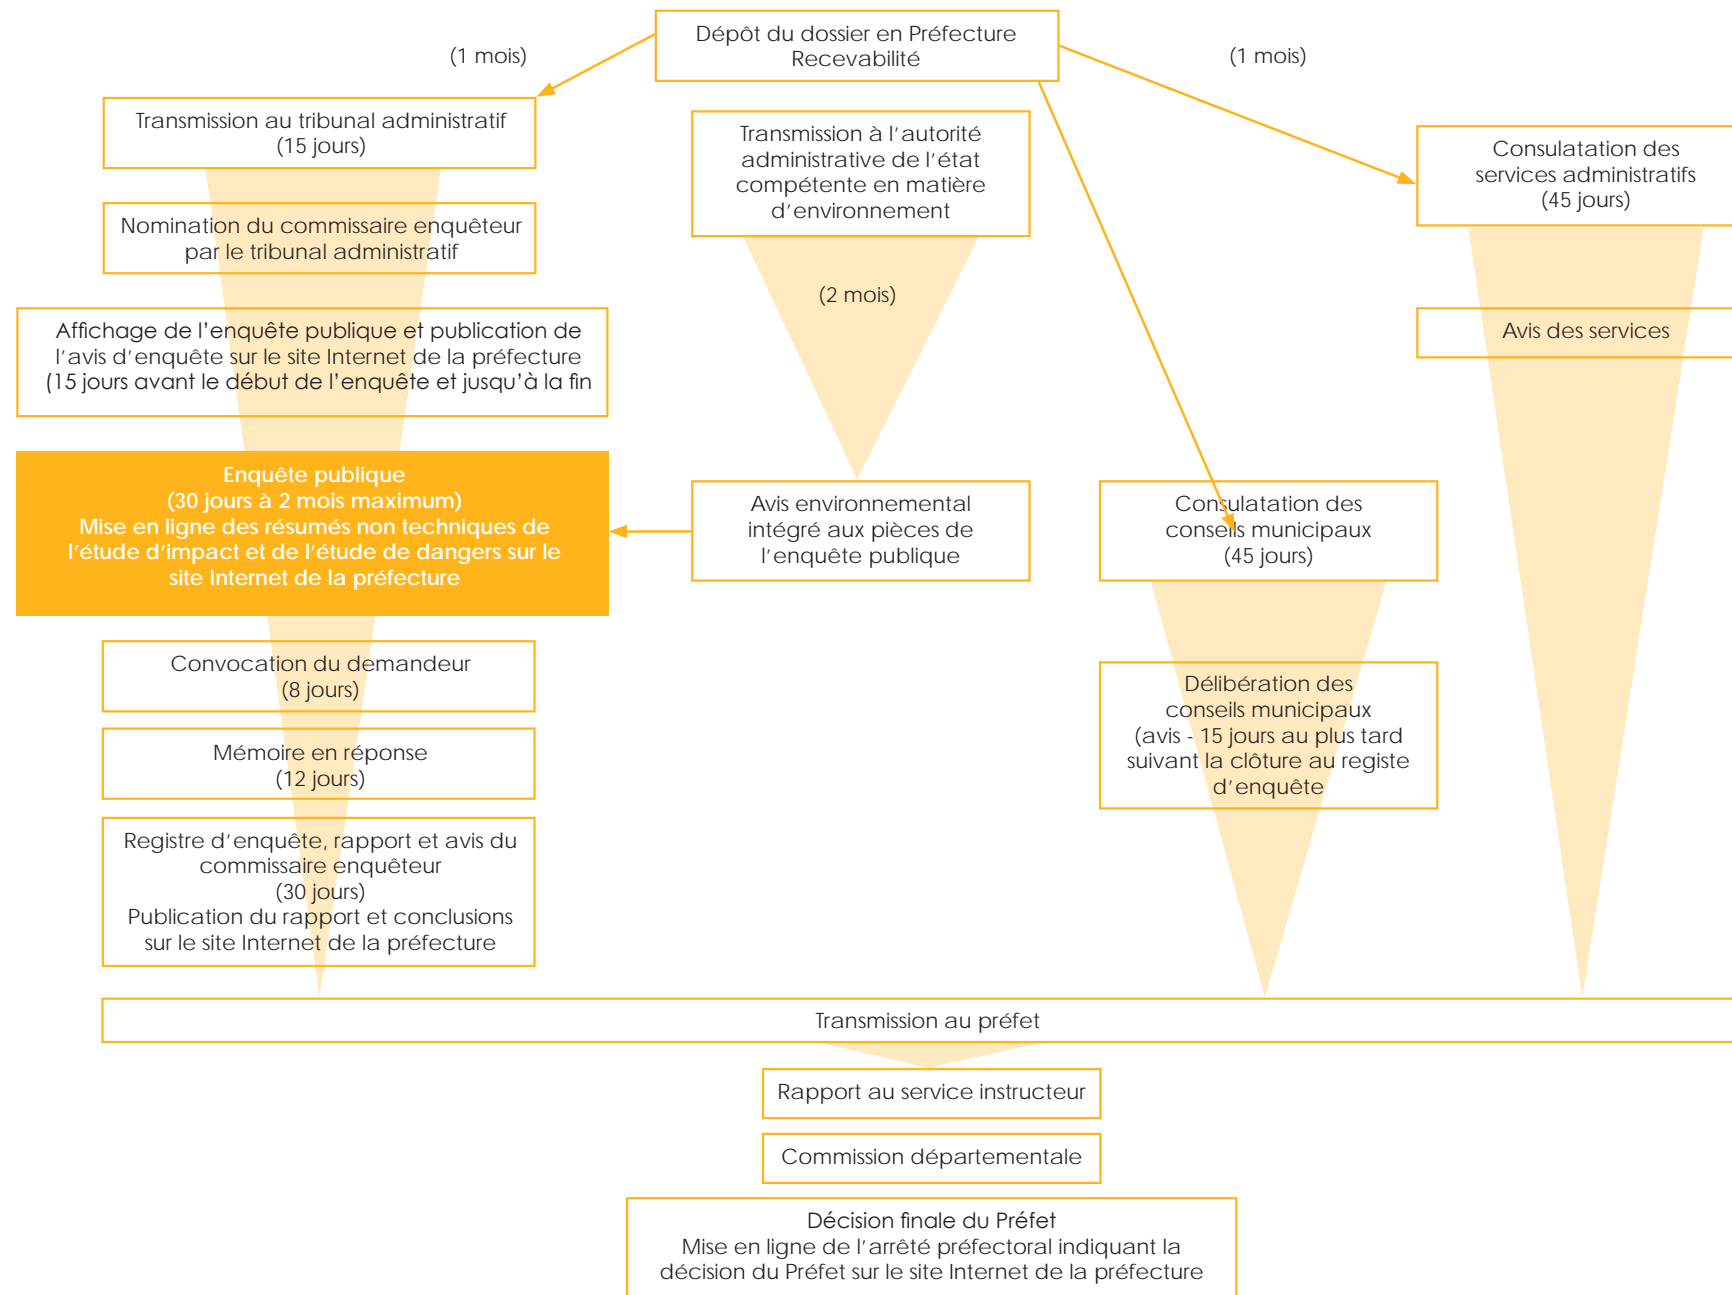 Dépôt du dossier en Préfecture
Recevabilité
(1 mois)
(1 mois)
Transmission au tribunal administratif
(15 jours)
Nomination du commissaire enquêteur
par le tribunal administratif
Affichage de l'enquête publique et publication de
l'avis d'enquête sur le site Internet de la préfecture
(15 jours avant le début de l'enquête et jusqu'à la fin
Enquête publique
(30 jours à 2 mois maximum)
Mise en ligne des résumés non techniques de
l'étude d'impact et de l'étude de dangers sur le
site Internet de la préfecture
Convocation du demandeur
(8 jours)
Mémoire en réponse
(12 jours)
Registre d'enquête, rapport et avis du
commissaire enquêteur
(30 jours)
Publication du rapport et conclusions
sur le site Internet de la préfecture
Transmission à l'autorité
administrative de l'état
compétente en matière
d'environnement
(2 mois)
Avis environnemental
intégré aux pièces de
l'enquête publique
Consulatation des
conseils municipaux
(45 jours)
Délibération des
conseils municipaux
(avis - 15 jours au plus tard
suivant la clôture au registe
d'enquête
Consulatation des
services administratifs
(45 jours)
Avis des services
Transmission au préfet
Rapport au service instructeur
Commission départementale
Décision finale du Préfet
Mise en ligne de l'arrêté préfectoral indiquant la
décision du Préfet sur le site Internet de la préfecture